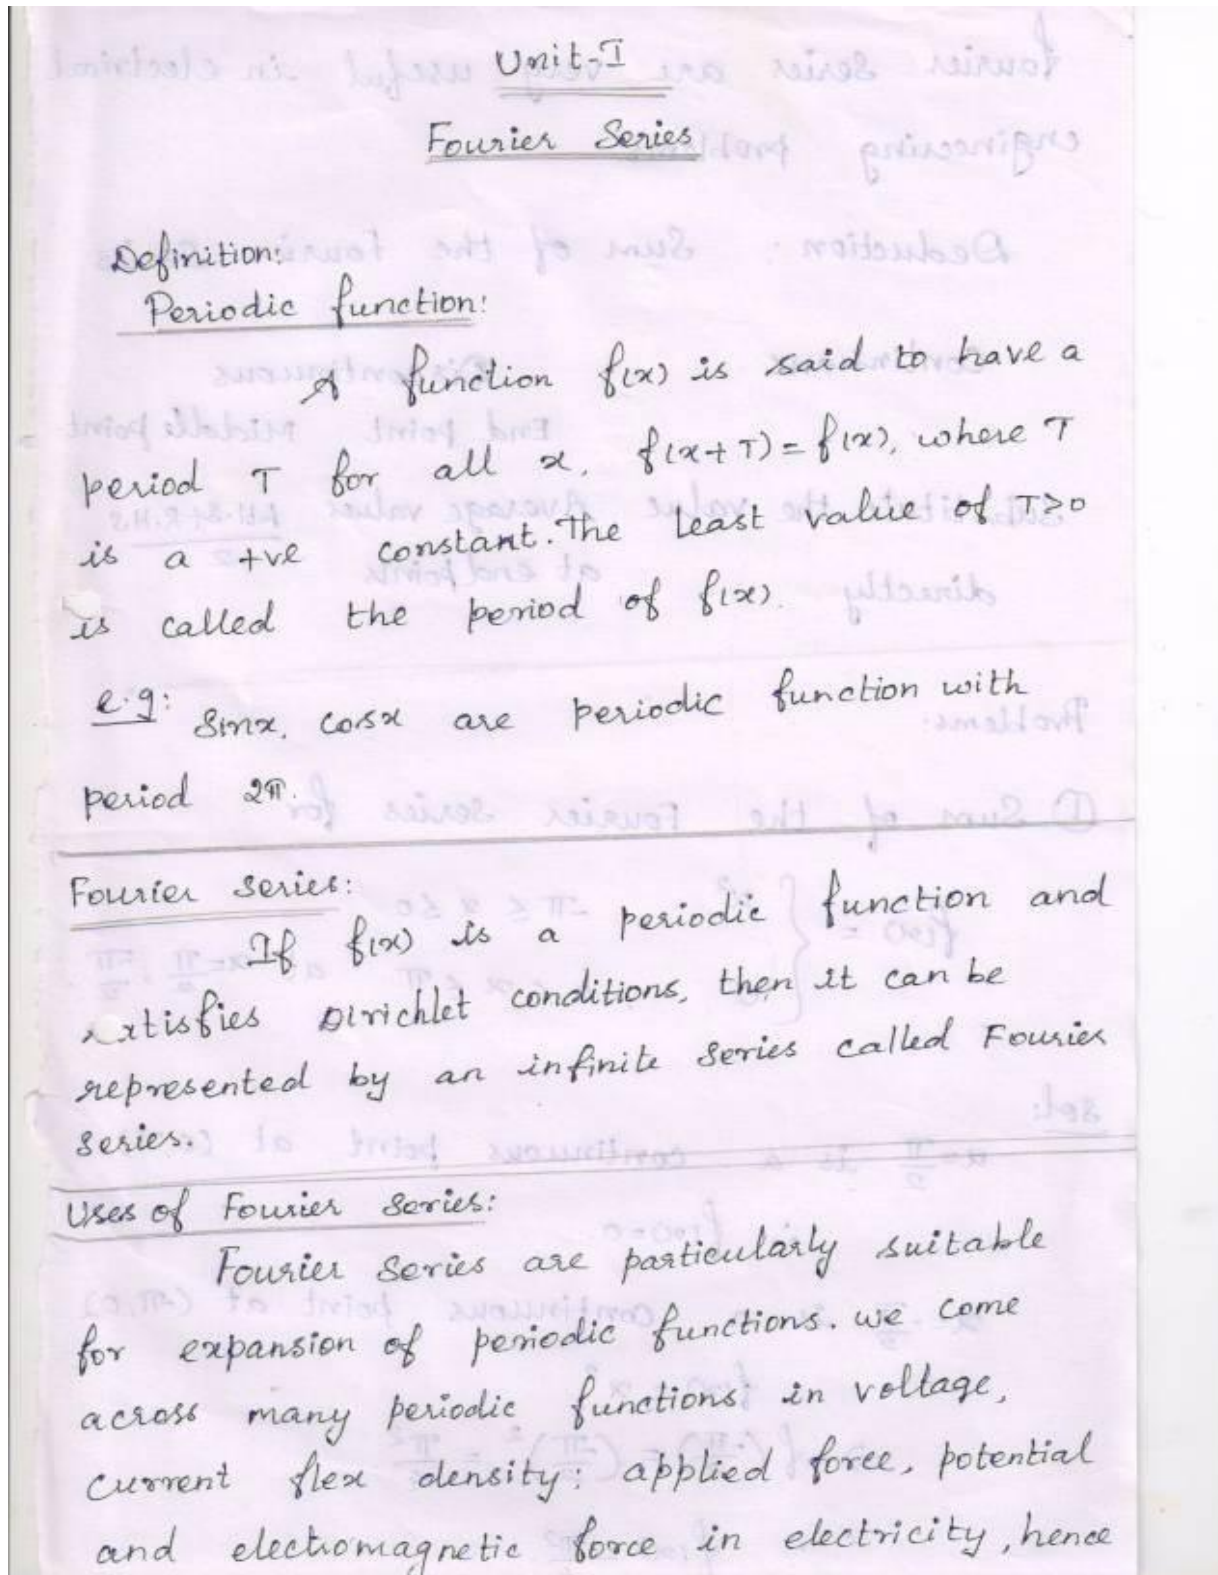 Unit-I
Fourier Series
Definition:
Periodic function:
A function f(x) is said to have a
period T for all x, f(x+T) = f(x), where T
is a +ve constant. The least value of T>0
is called the period of f(x).
e.g: Sinx, cosx are periodic function with
period 2π.
Fourier series:
If f(x) is a periodic function and
satisfies Dirichlet conditions, then it can be
represented by an infinite series called Fourier
series.
Uses of Fourier Series:
Fourier Series are particularly suitable
for expansion of periodic functions. we come
across many periodic functions in voltage,
current flex density; applied force, potential
and electromagnetic force in electricity, hence